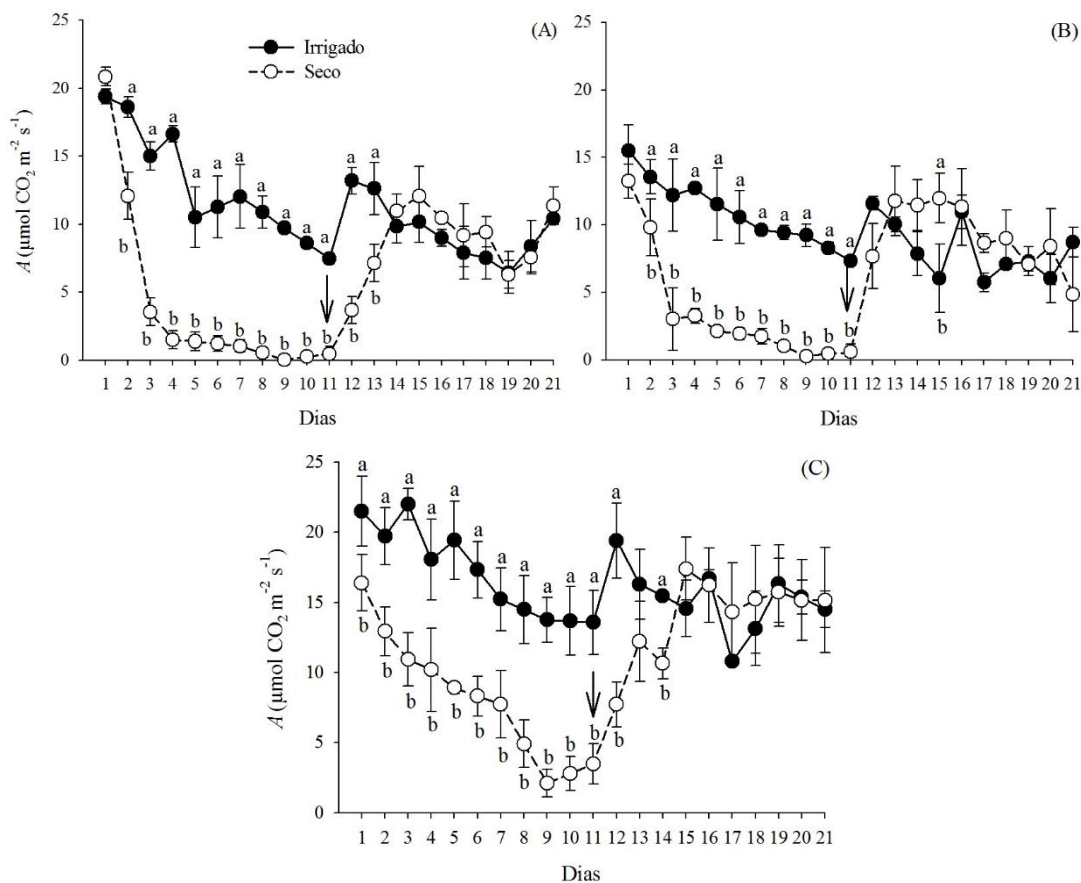 (A)
A (µmol CO2 m-2 s-1)
25
20
15
10
5
0
Irrigado
Seco
a a a a a a a a a a a a
b b b b b b b b b b b b
1 2 3 4 5 6 7 8 9 10 11 12 13 14 15 16 17 18 19 20 21
Dias
(B)
25
20
15
10
5
0
a a a a a a a a a a a
b b b b b b b b b b b
1 2 3 4 5 6 7 8 9 10 11 12 13 14 15 16 17 18 19 20 21
Dias
(C)
A (µmol CO2 m-2 s-1)
25
20
15
10
5
0
a a a a a a a a a a a a a
b b b b b b b b b b b b b
1 2 3 4 5 6 7 8 9 10 11 12 13 14 15 16 17 18 19 20 21
Dias